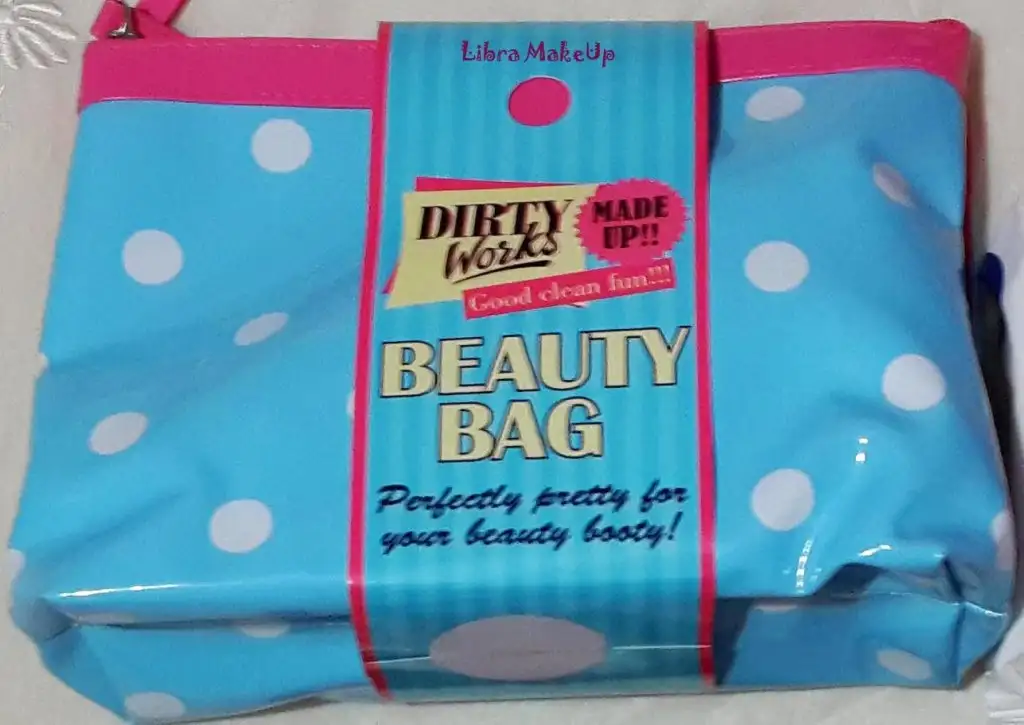 Libra MakeUp
DIRTY
Works
MADE
UP!!
Good clean fun!!!
BEAUTY
BAG
Perfectly pretty for
your beauty booty!